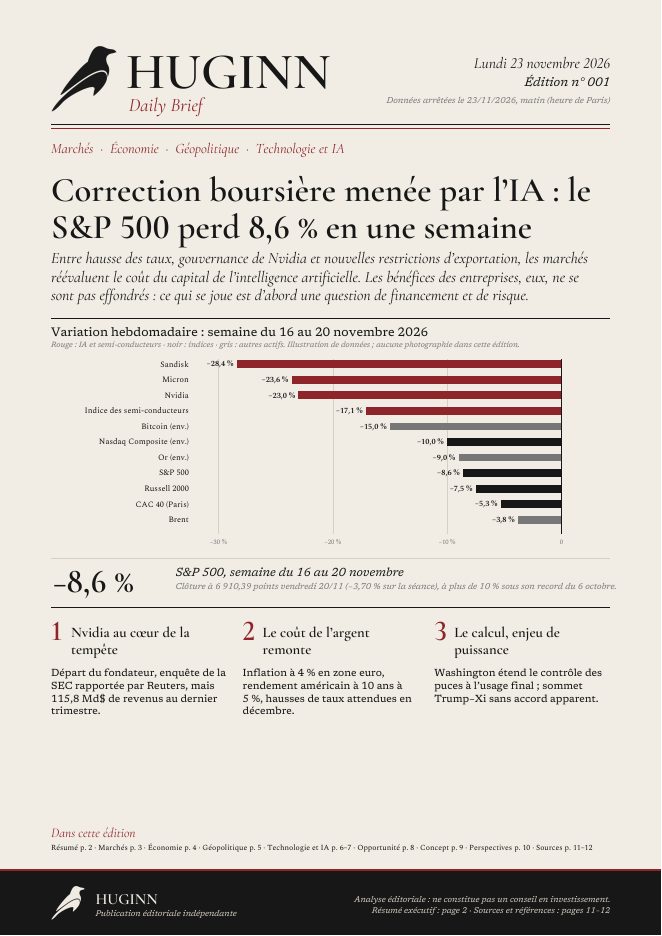 HUGINN
Daily Brief
Lundi 23 novembre 2026
Édition n° 001
Données arrêtées le 23/11/2026, matin (heure de Paris)
Marchés · Économie · Géopolitique · Technologie et IA
Correction boursière menée par l’IA : le
S&P 500 perd 8,6 % en une semaine
Entre hausse des taux, gouvernance de Nvidia et nouvelles restrictions d’exportation, les marchés
réévaluent le coût du capital de l’intelligence artificielle. Les bénéfices des entreprises, eux, ne se
sont pas effondrés : ce qui se joue est d’abord une question de financement et de risque.
Variation hebdomadaire : semaine du 16 au 20 novembre 2026
Rouge : IA et semi-conducteurs · noir : indices · gris : autres actifs. Illustration de données ; aucune photographie dans cette édition.
Sandisk −28,4 %
Micron −23,6 %
Nvidia −23,0 %
Indice des semi-conducteurs −17,1 %
Bitcoin (env.) −15,0 %
Nasdaq Composite (env.) −10,0 %
Or (env.) −9,0 %
S&P 500 −8,6 %
Russell 2000 −7,5 %
CAC 40 (Paris) −5,3 %
Brent −3,8 %
−30 % −20 % −10 % 0
−8,6 %
S&P 500, semaine du 16 au 20 novembre
Clôture à 6 910,39 points vendredi 20/11 (−3,70 % sur la séance), à plus de 10 % sous son record du 6 octobre.
1 Nvidia au cœur de la
tempête
Départ du fondateur, enquête de la
SEC rapportée par Reuters, mais
115,8 Md$ de revenus au dernier
trimestre.
2 Le coût de l’argent
remonte
Inflation à 4 % en zone euro,
rendement américain à 10 ans à
5 %, hausses de taux attendues en
décembre.
3 Le calcul, enjeu de
puissance
Washington étend le contrôle des
puces à l’usage final ; sommet
Trump–Xi sans accord apparent.
Dans cette édition
Résumé p. 2 · Marchés p. 3 · Économie p. 4 · Géopolitique p. 5 · Technologie et IA p. 6-7 · Opportunité p. 8 · Concept p. 9 · Perspectives p. 10 · Sources p. 11-12
HUGINN
Publication éditoriale indépendante
Analyse éditoriale : ne constitue pas un conseil en investissement.
Résumé exécutif : page 2 · Sources et références : pages 11-12